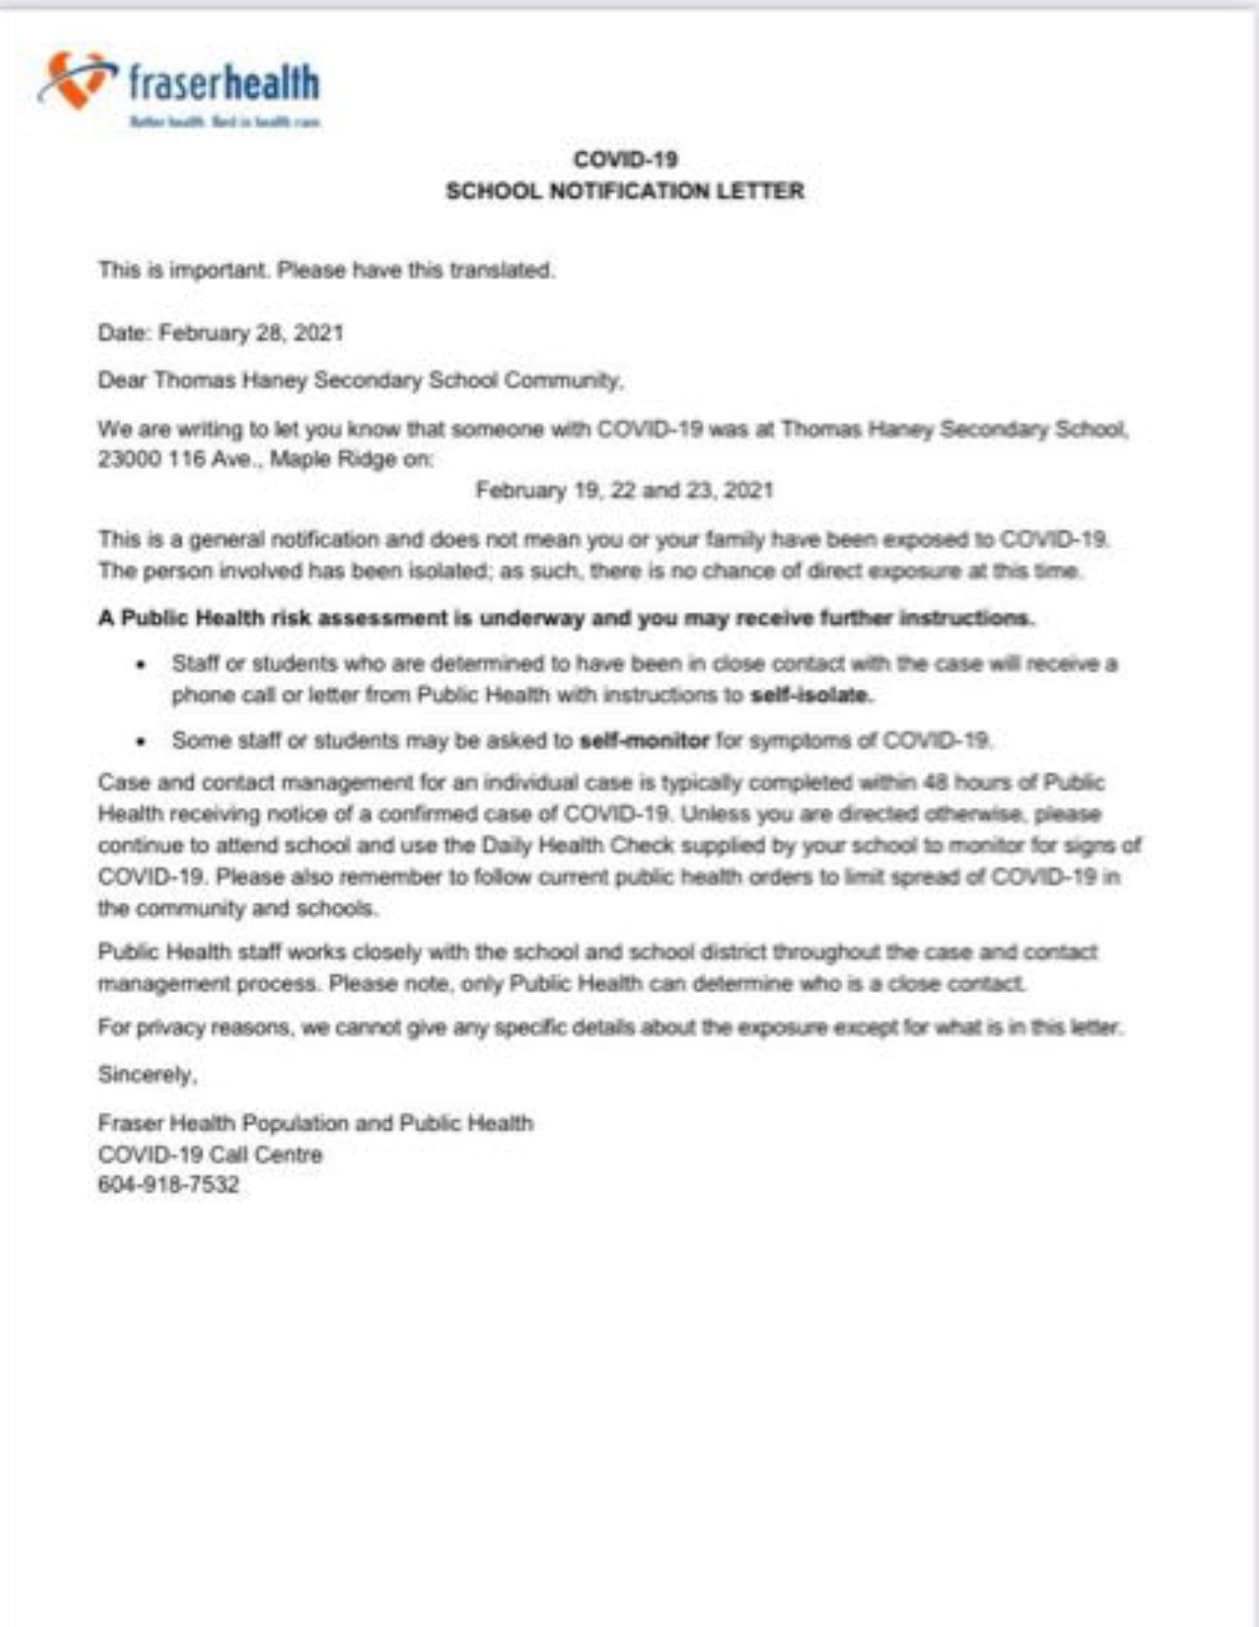 fraserhealth
Better health. Best in health care.
COVID-19
SCHOOL NOTIFICATION LETTER
This is important. Please have this translated.
Date: February 28, 2021
Dear Thomas Haney Secondary School Community,
We are writing to let you know that someone with COVID-19 was at Thomas Haney Secondary School,
23000 116 Ave., Maple Ridge on:
February 19, 22 and 23, 2021
This is a general notification and does not mean you or your family have been exposed to COVID-19.
The person involved has been isolated; as such, there is no chance of direct exposure at this time.
A Public Health risk assessment is underway and you may receive further instructions.
• Staff or students who are determined to have been in close contact with the case will receive a
phone call or letter from Public Health with instructions to self-isolate.
• Some staff or students may be asked to self-monitor for symptoms of COVID-19.
Case and contact management for an individual case is typically completed within 48 hours of Public
Health receiving notice of a confirmed case of COVID-19. Unless you are directed otherwise, please
continue to attend school and use the Daily Health Check supplied by your school to monitor for signs of
COVID-19. Please also remember to follow current public health orders to limit spread of COVID-19 in
the community and schools.
Public Health staff works closely with the school and school district throughout the case and contact
management process. Please note, only Public Health can determine who is a close contact.
For privacy reasons, we cannot give any specific details about the exposure except for what is in this letter.
Sincerely,
Fraser Health Population and Public Health
COVID-19 Call Centre
604-918-7532